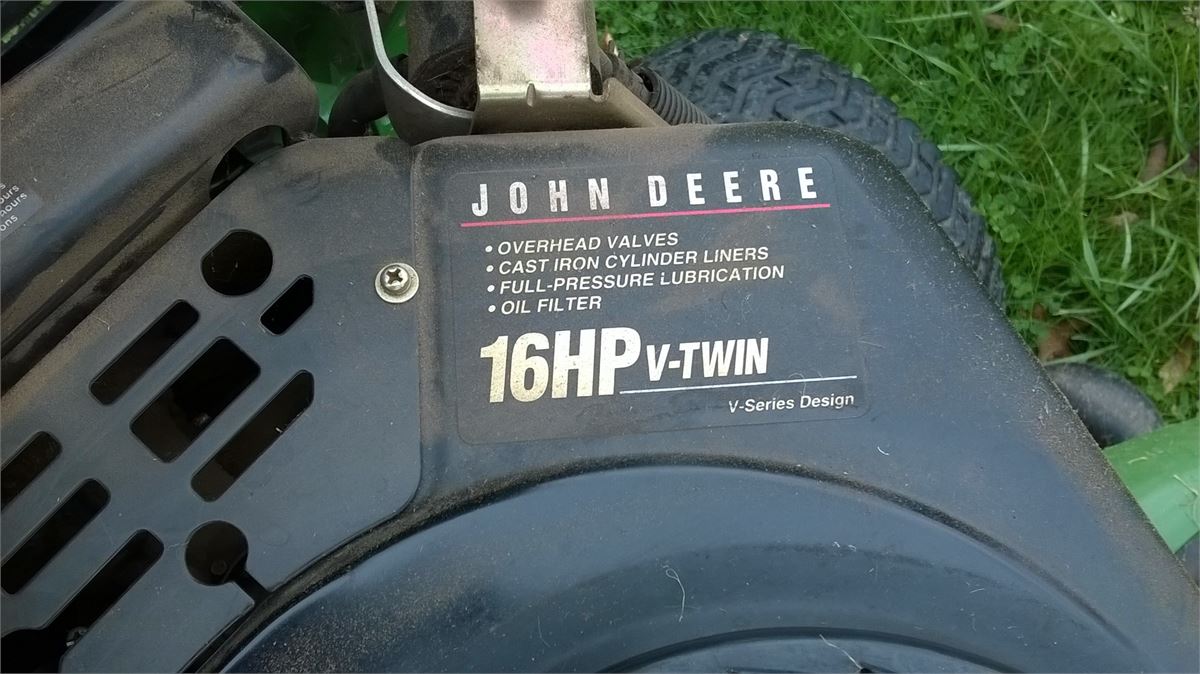 JOHN DEERE
• OVERHEAD VALVES
• CAST IRON CYLINDER LINERS
• FULL-PRESSURE LUBRICATION
• OIL FILTER
16HP V-TWIN
V-Series Design